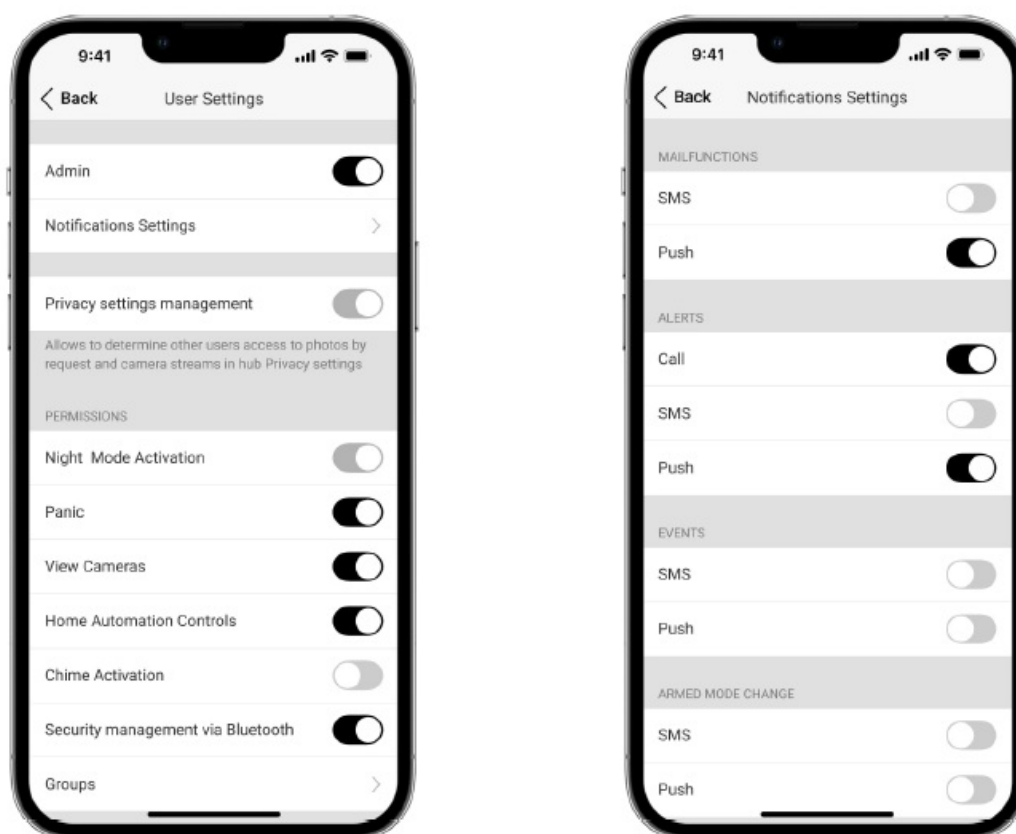 9:41
Back User Settings
Admin
Notifications Settings
Privacy settings management
Allows to determine other users access to photos by
request and camera streams in hub Privacy settings
PERMISSIONS
Night Mode Activation
Panic
View Cameras
Home Automation Controls
Chime Activation
Security management via Bluetooth
Groups
9:41
Back Notifications Settings
MAILFUNCTIONS
SMS
Push
ALERTS
Call
SMS
Push
EVENTS
SMS
Push
ARMED MODE CHANGE
SMS
Push